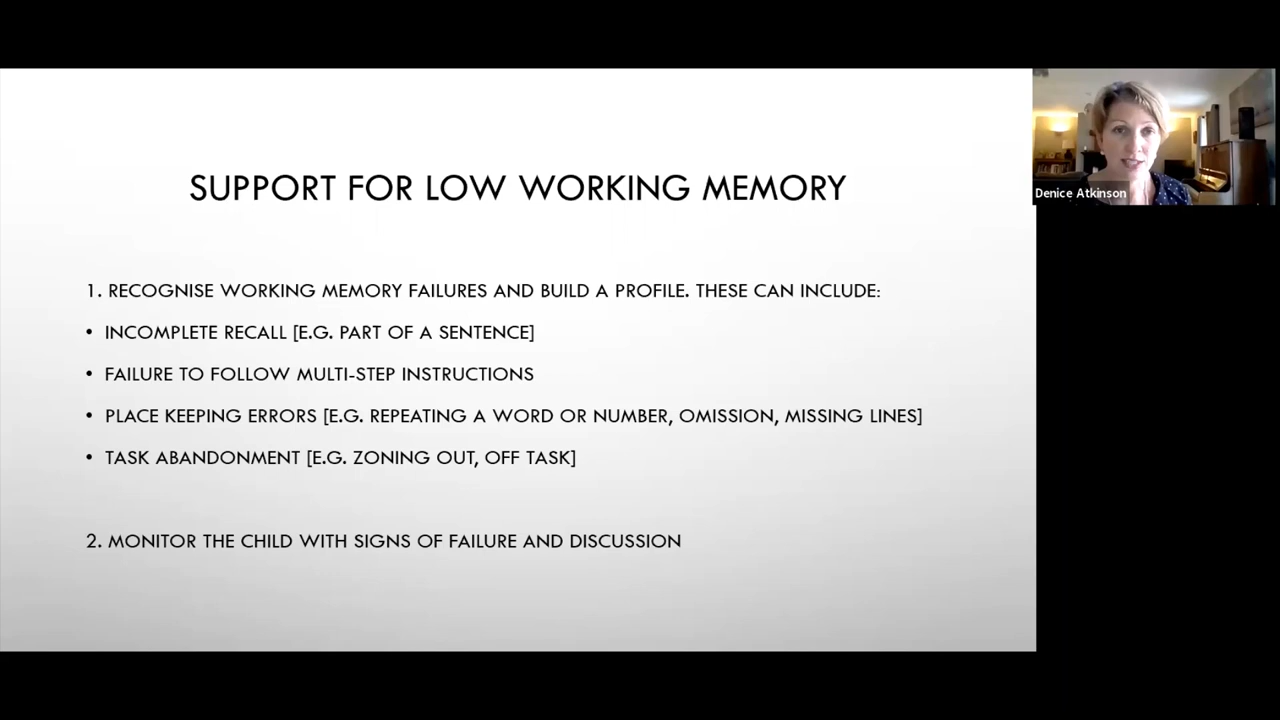 SUPPORT FOR LOW WORKING MEMORY
1. RECOGNISE WORKING MEMORY FAILURES AND BUILD A PROFILE. THESE CAN INCLUDE:
• INCOMPLETE RECALL [E.G. PART OF A SENTENCE]
• FAILURE TO FOLLOW MULTI-STEP INSTRUCTIONS
• PLACE KEEPING ERRORS [E.G. REPEATING A WORD OR NUMBER, OMISSION, MISSING LINES]
• TASK ABANDONMENT [E.G. ZONING OUT, OFF TASK]
2. MONITOR THE CHILD WITH SIGNS OF FAILURE AND DISCUSSION
Denice Atkinson